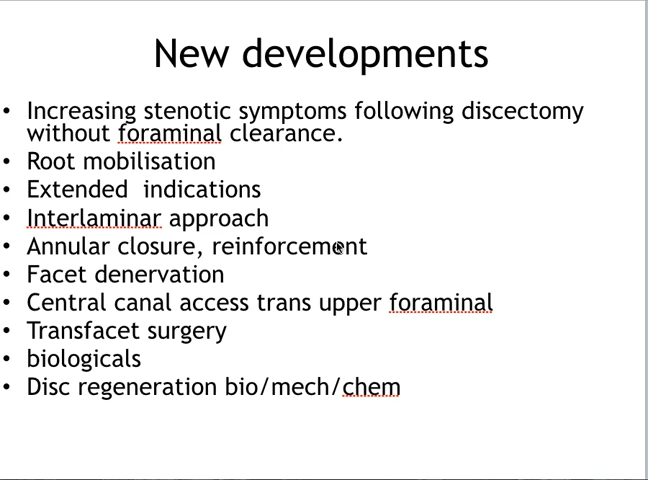 New developments
• Increasing stenotic symptoms following discectomy
without foraminal clearance.
• Root mobilisation
• Extended  indications
• Interlaminar approach
• Annular closure, reinforcement
• Facet denervation
• Central canal access trans upper foraminal
• Transfacet surgery
• biologicals
• Disc regeneration bio/mech/chem